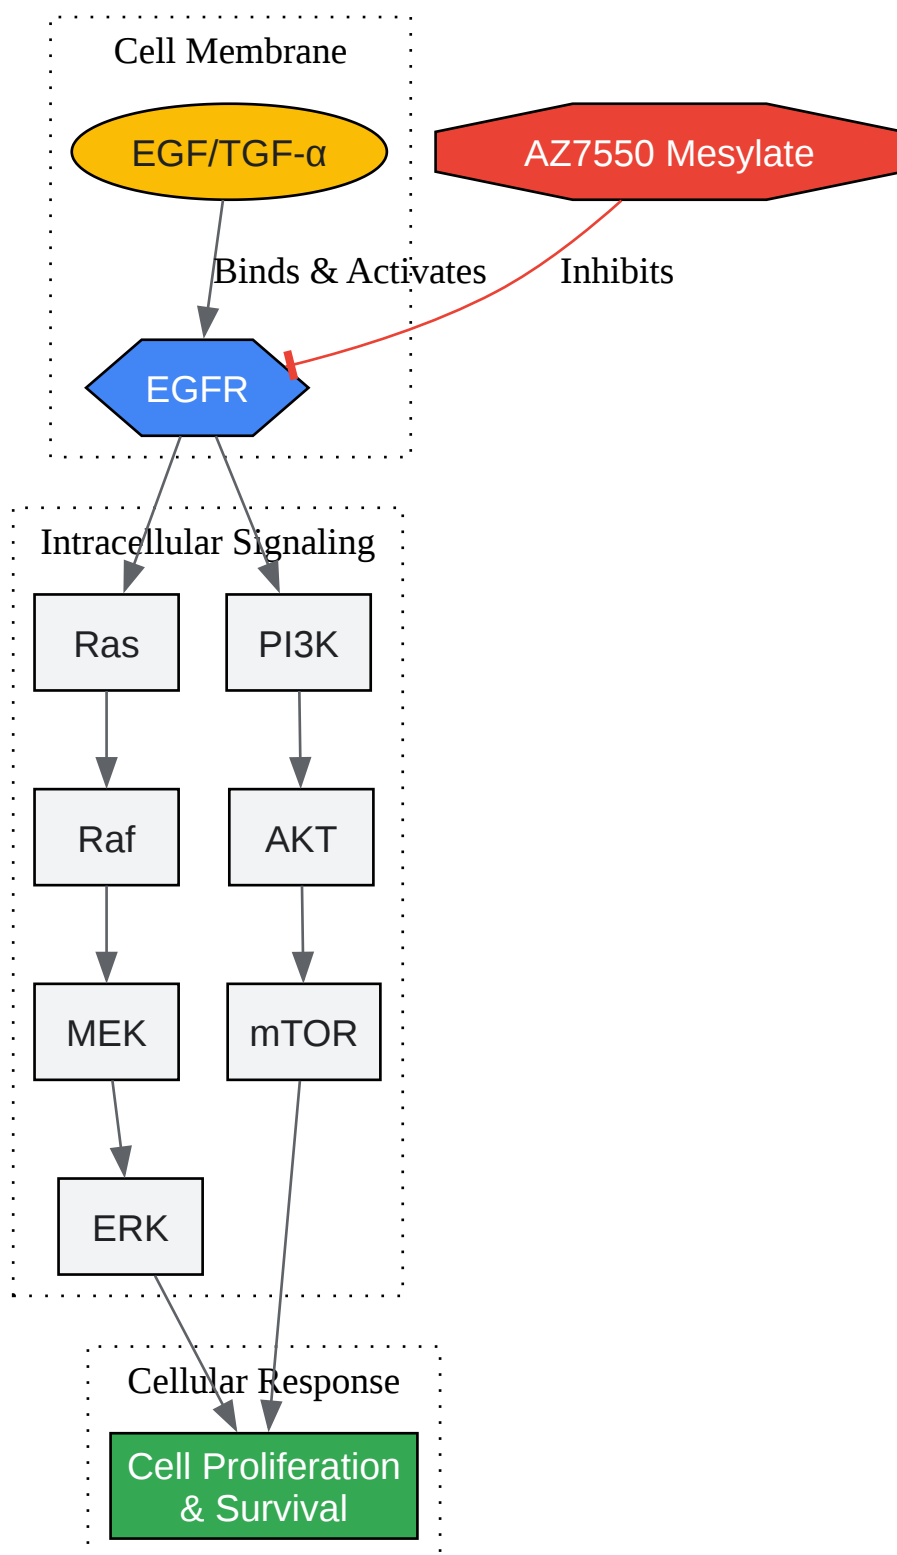 Cell Membrane
EGF/TGF-α
AZ7550 Mesylate
Binds & Activates
Inhibits
EGFR
Intracellular Signaling
Ras
PI3K
Raf
AKT
MEK
mTOR
ERK
Cellular Response
Cell Proliferation
& Survival